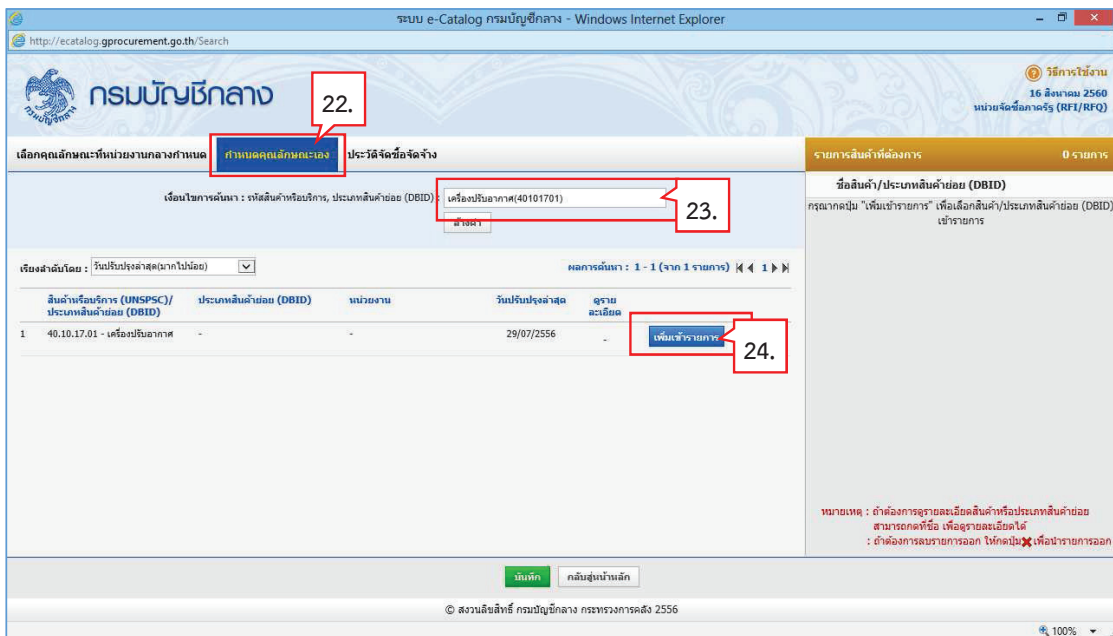 ระบบ e-Catalog กรมบัญชีกลาง - Windows Internet Explorer
http://ecatalog.gprocurement.go.th/Search
กรมบัญชีกลาง
วิธีการใช้งาน
16 สิงหาคม 2560
หน่วยจัดซื้อภาครัฐ (RFI/RFQ)
22.
เลือกคุณลักษณะที่หน่วยงานกลางกำหนด กำหนดคุณลักษณะเอง ประวัติจัดซื้อจัดจ้าง
รายการสินค้าที่ต้องการ 0 รายการ
ชื่อสินค้า/ประเภทสินค้าย่อย (DBID)
กรุณากดปุ่ม "เพิ่มเข้ารายการ" เพื่อเลือกสินค้า/ประเภทสินค้าย่อย (DBID)
เข้ารายการ
เงื่อนไขการค้นหา : รหัสสินค้าหรือบริการ, ประเภทสินค้าย่อย (DBID) : เครื่องปรับอากาศ(40101701)
23.
ล้างค่า
เรียงลำดับโดย : วันปรับปรุงล่าสุด(มากไปน้อย)
ผลการค้นหา : 1 - 1 (จาก 1 รายการ) 1
สินค้าหรือบริการ (UNSPSC)/ ประเภทสินค้าย่อย (DBID) หน่วยงาน วันปรับปรุงล่าสุด ดูราย
ประเภทสินค้าย่อย (DBID) ละเอียด
1 40.10.17.01 - เครื่องปรับอากาศ - - 29/07/2556 - เพิ่มเข้ารายการ
24.
หมายเหตุ : ถ้าต้องการดูรายละเอียดสินค้าหรือประเภทสินค้าย่อย
สามารถกดที่ชื่อ เพื่อดูรายละเอียดได้
: ถ้าต้องการลบรายการออก ให้กดปุ่ม เพื่อนำรายการออก
บันทึก กลับสู่หน้าหลัก
© สงวนลิขสิทธิ์ กรมบัญชีกลาง กระทรวงการคลัง 2556
100%